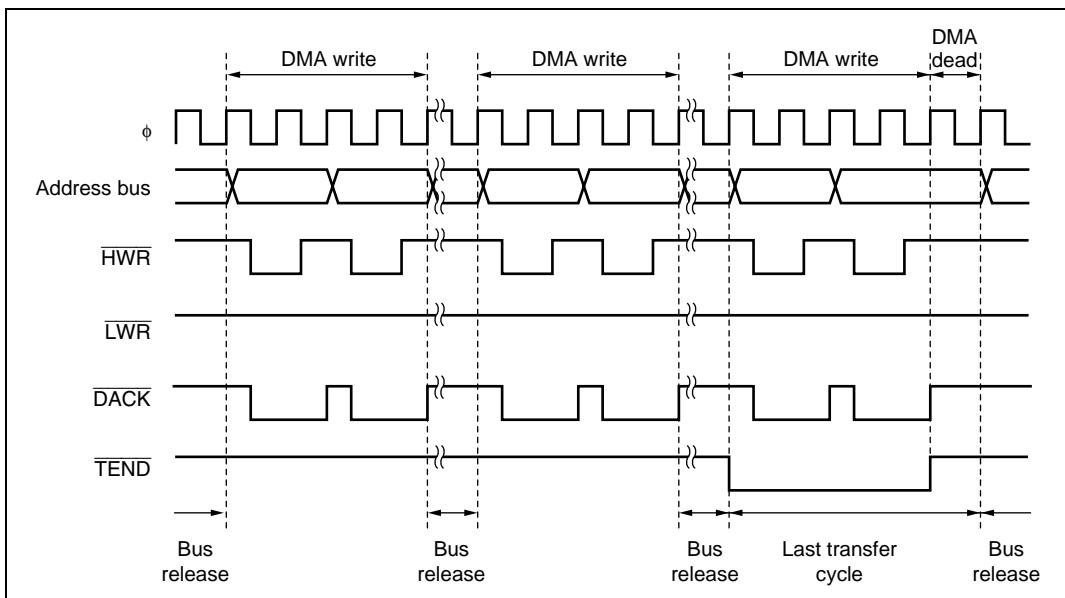 DMA
dead
DMA write DMA write DMA write
ϕ
Address bus
HWR
LWR
DACK
TEND
Bus release Bus release Bus release Last transfer cycle Bus release